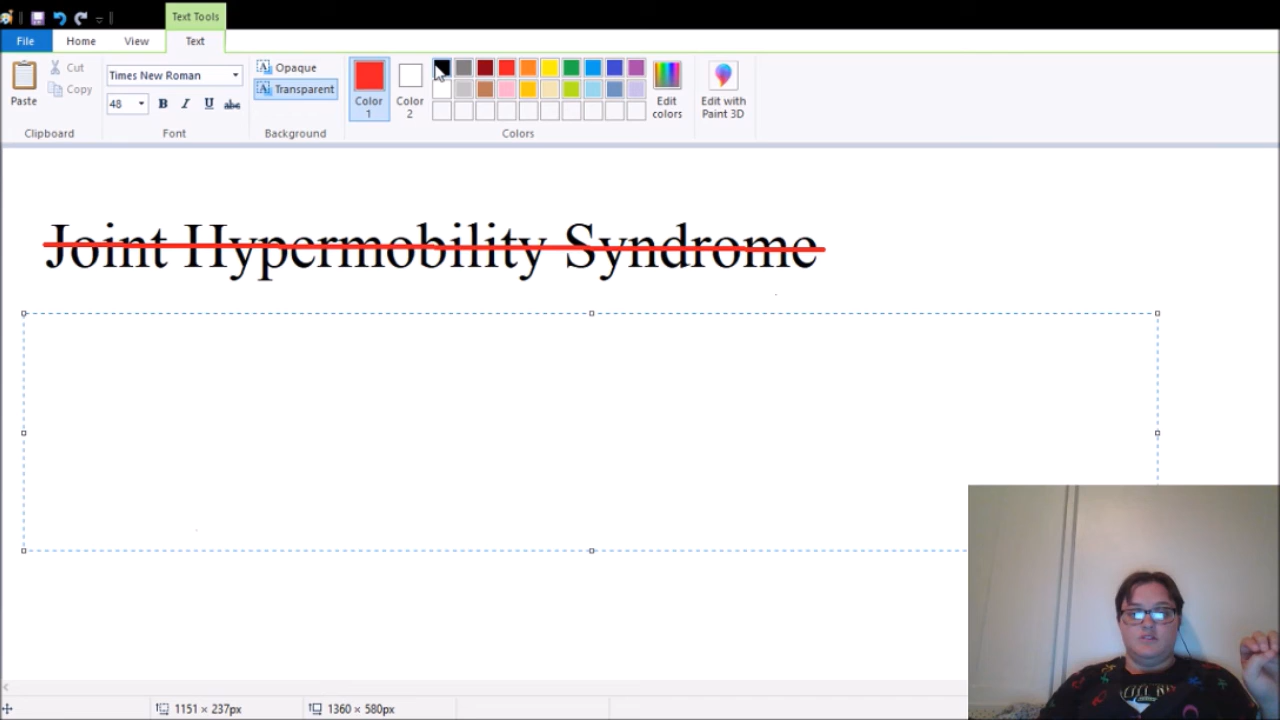 Text Tools
File Home View Text
Paste
Cut
Copy
Clipboard
Times New Roman
48 B I U abc
Font
Opaque
Transparent
Background
Color 1
Color 2
Edit colors
Colors
Edit with Paint 3D
Joint Hypermobility Syndrome
1151 × 237px 1360 × 580px